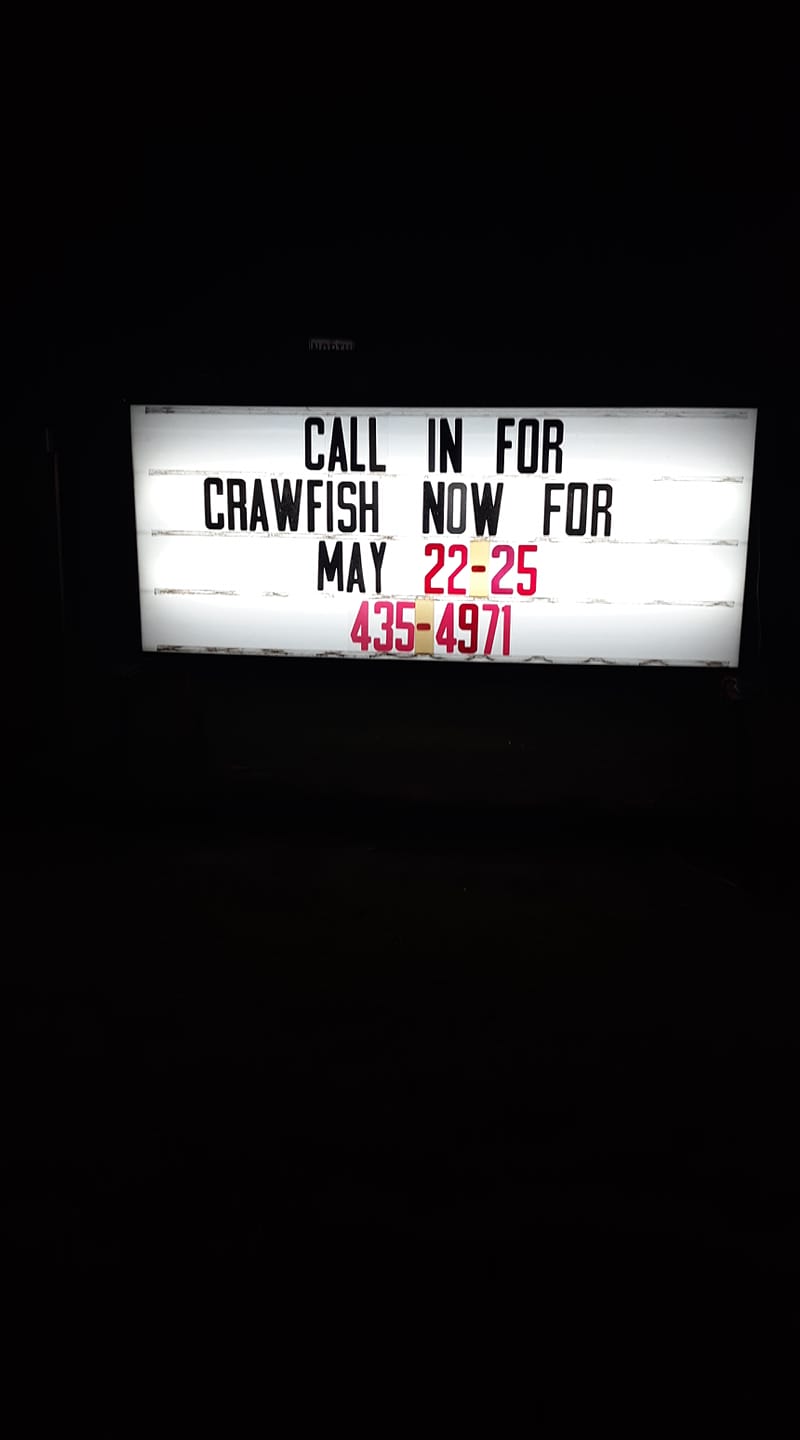 CALL IN FOR
CRAWFISH NOW FOR
MAY 22-25
435-4971